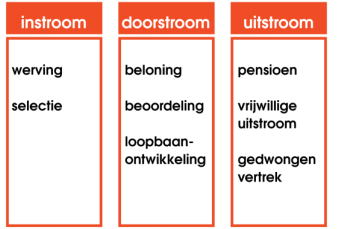 instroom
werving
selectie
doorstroom
beloning
beoordeling
loopbaan-
ontwikkeling
uitstroom
pensioen
vrijwillige
uitstroom
gedwongen
vertrek